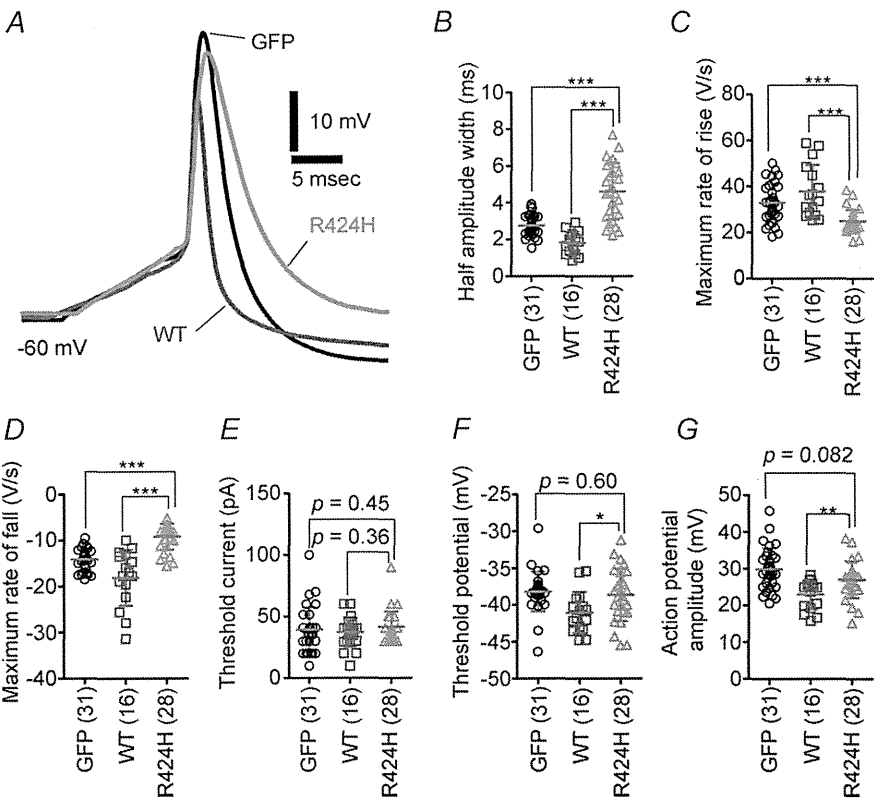 A
GFP
10 mV
5 msec
R424H
WT
-60 mV
B
Half amplitude width (ms)
10
8
6
4
2
0
***
***
GFP (31)
WT (16)
R424H (28)
C
Maximum rate of rise (V/s)
80
60
40
20
0
***
***
GFP (31)
WT (16)
R424H (28)
D
Maximum rate of fall (V/s)
0
-10
-20
-30
-40
***
***
GFP (31)
WT (16)
R424H (28)
E
Threshold current (pA)
150
100
50
0
p = 0.45
p = 0.36
GFP (31)
WT (16)
R424H (28)
F
Threshold potential (mV)
-25
-30
-35
-40
-45
-50
p = 0.60
*
GFP (31)
WT (16)
R424H (28)
G
Action potential
amplitude (mV)
50
40
30
20
10
0
p = 0.082
**
GFP (31)
WT (16)
R424H (28)